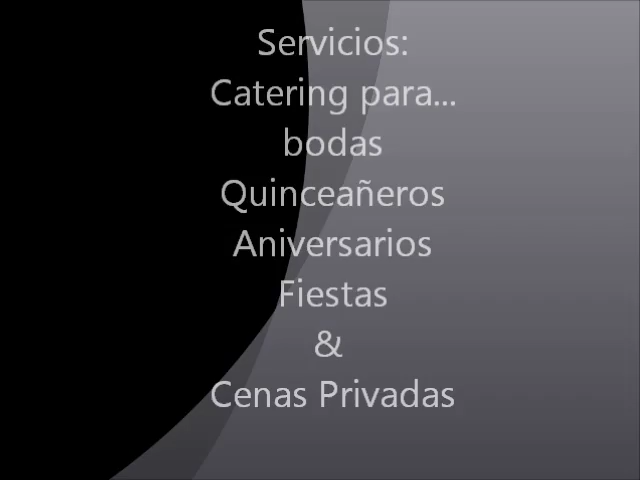 Servicios:
Catering para...
bodas
Quinceañeros
Aniversarios
Fiestas
&
Cenas Privadas